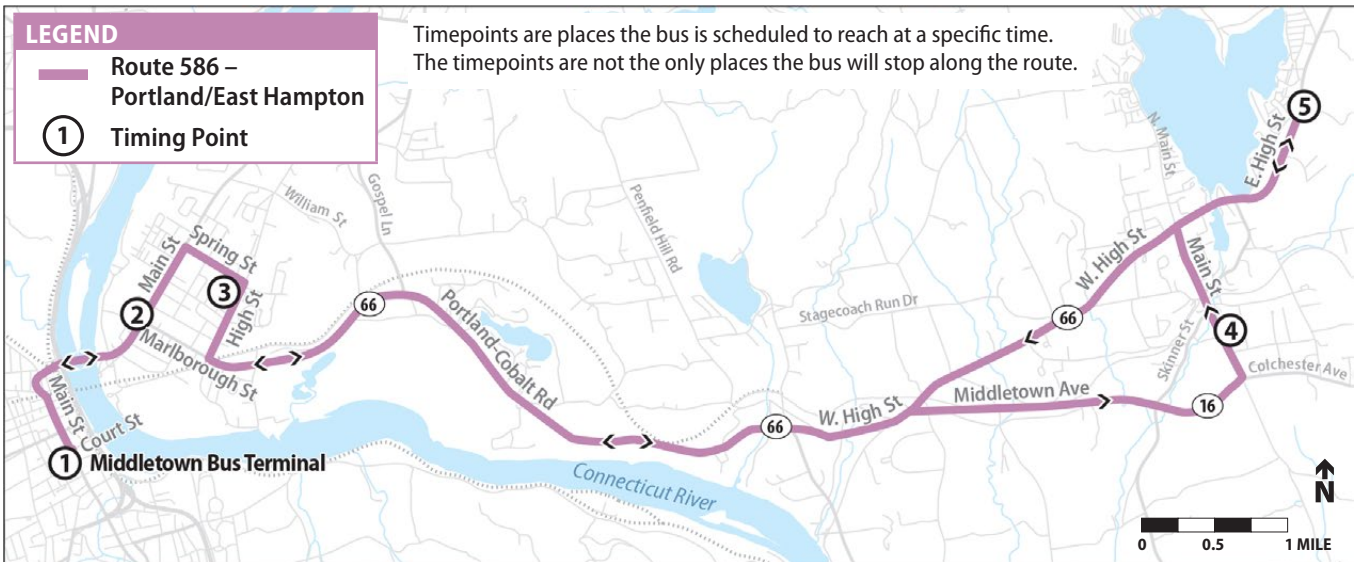 LEGEND
Route 586 –
Portland/East Hampton
1 Timing Point
Timepoints are places the bus is scheduled to reach at a specific time.
The timepoints are not the only places the bus will stop along the route.
5
E. High St
N. Main St
William St
Gospel Ln
Penfield Hill Rd
Spring St
Main St
3
High St
2
Marlborough St
66
Portland-Cobalt Rd
Stagecoach Run Dr
W. High St
66
Main St
4
Skinner St
Colchester Ave
Middletown Ave
16
W. High St
66
Main St
Court St
1 Middletown Bus Terminal
Connecticut River
N
0 0.5 1 MILE